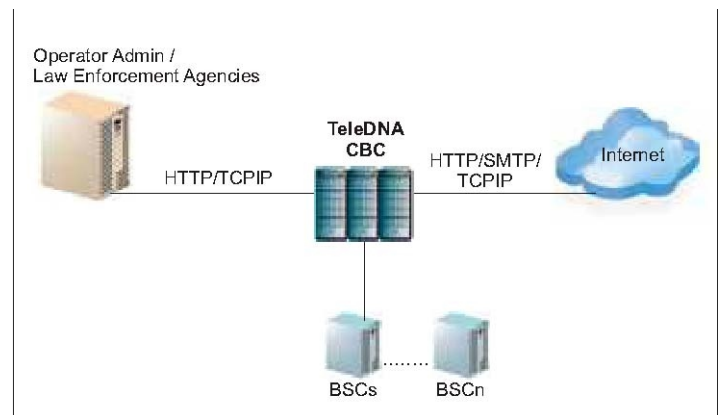 Operator Admin /
Law Enforcement Agencies
TeleDNA
CBC
HTTP/TCPIP
HTTP/SMTP/
TCPIP
Internet
BSCs
BSCn